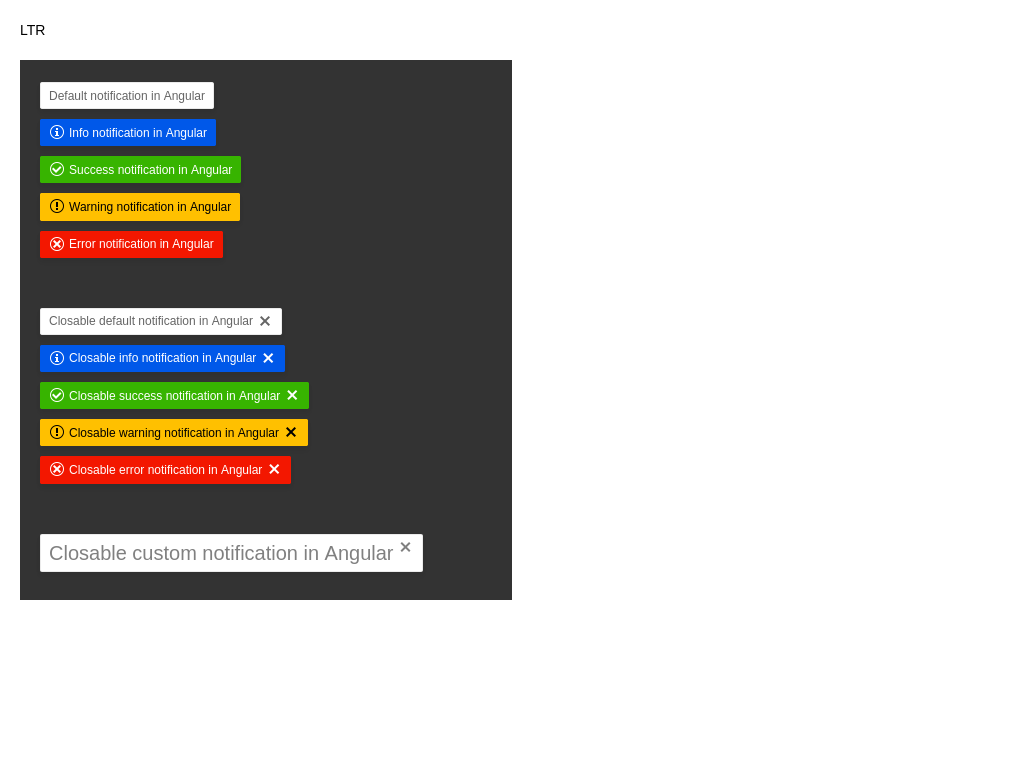 LTR
Default notification in Angular
Info notification in Angular
Success notification in Angular
Warning notification in Angular
Error notification in Angular
Closable default notification in Angular
Closable info notification in Angular
Closable success notification in Angular
Closable warning notification in Angular
Closable error notification in Angular
Closable custom notification in Angular